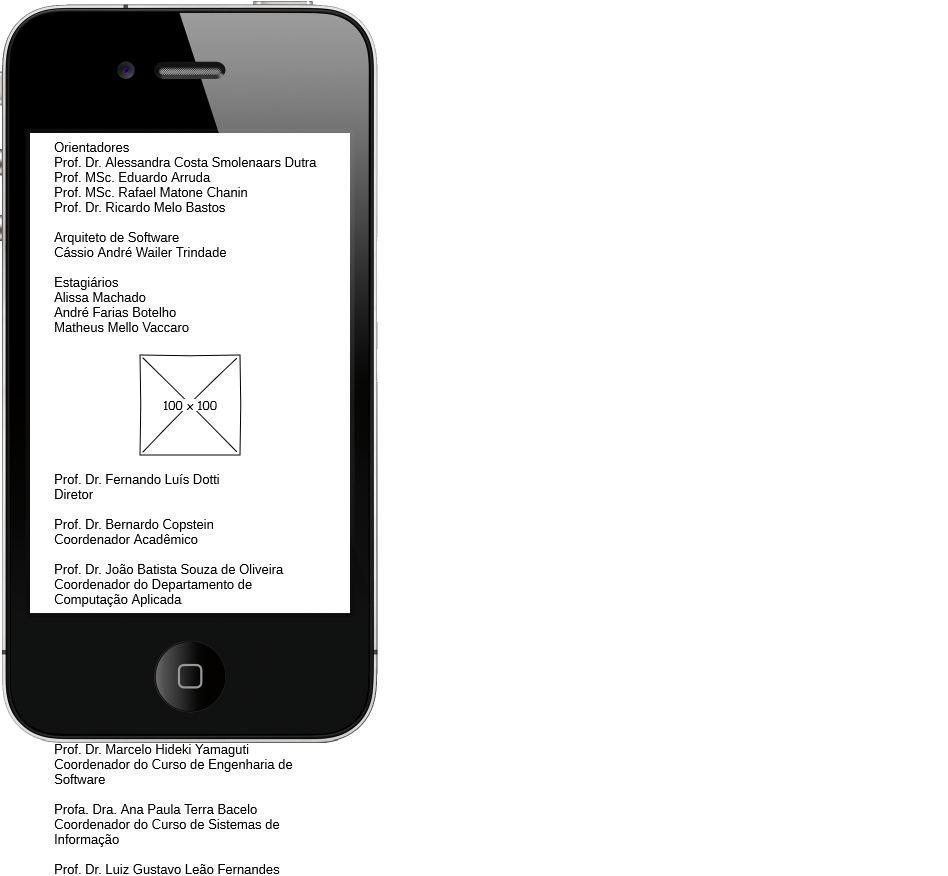 Orientadores
Prof. Dr. Alessandra Costa Smolenaars Dutra
Prof. MSc. Eduardo Arruda
Prof. MSc. Rafael Matone Chanin
Prof. Dr. Ricardo Melo Bastos
Arquiteto de Software
Cássio André Wailer Trindade
Estagiários
Alissa Machado
André Farias Botelho
Matheus Mello Vaccaro
100 x 100
Prof. Dr. Fernando Luís Dotti
Diretor
Prof. Dr. Bernardo Copstein
Coordenador Acadêmico
Prof. Dr. João Batista Souza de Oliveira
Coordenador do Departamento de
Computação Aplicada
Prof. Dr. Marcelo Hideki Yamaguti
Coordenador do Curso de Engenharia de
Software
Profa. Dra. Ana Paula Terra Bacelo
Coordenador do Curso de Sistemas de
Informação
Prof. Dr. Luiz Gustavo Leão Fernandes